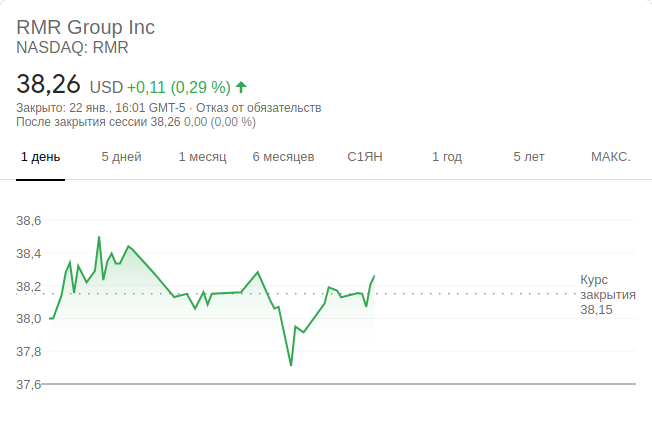 RMR Group Inc
NASDAQ: RMR
38,26 USD +0,11 (0,29 %)
Закрыто: 22 янв., 16:01 GMT-5 · Отказ от обязательств
После закрытия сессии 38,26 0,00 (0,00 %)
1 день 5 дней 1 месяц 6 месяцев С1ЯН 1 год 5 лет МАКС.
38,6
38,4
38,2
38,0
37,8
37,6
Курс
закрытия
38,15